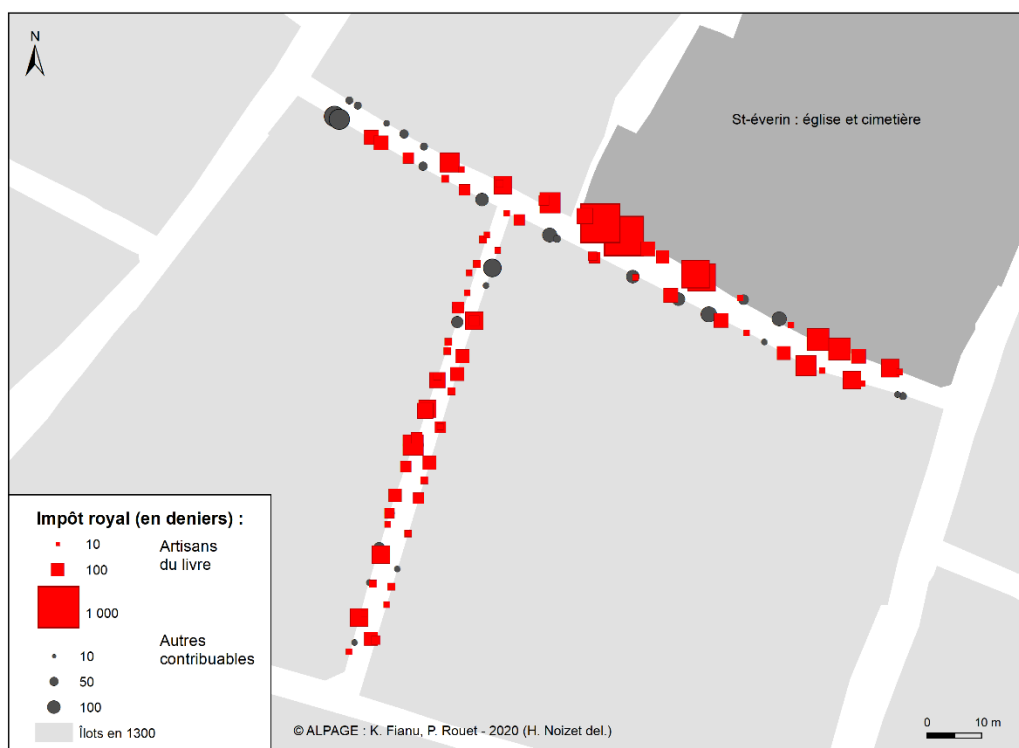 N
St-éverin : église et cimetière
Impôt royal (en deniers) :
10
Artisans
du livre
100
1 000
Autres
contribuables
10
50
100
Îlots en 1300
© ALPAGE : K. Fianu, P. Rouet - 2020 (H. Noizet del.)
0 10 m